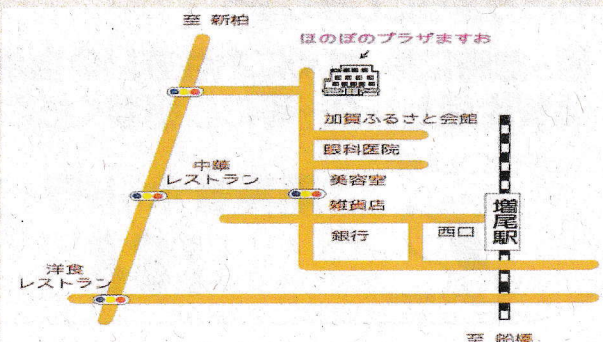 至 新柏
ほのぼのプラザますお
加賀ふるさと会館
眼科医院
中華
レストラン
美容室
雑貨店
銀行
西口
増尾駅
洋食
レストラン
至 船橋